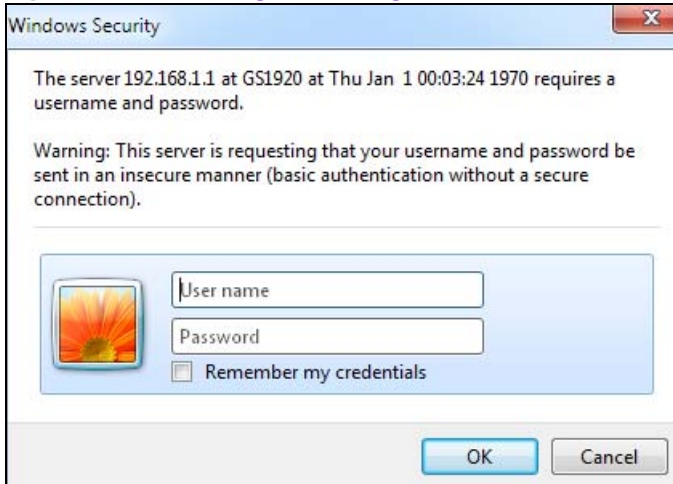 Windows Security
The server 192.168.1.1 at GS1920 at Thu Jan 1 00:03:24 1970 requires a
username and password.
Warning: This server is requesting that your username and password be
sent in an insecure manner (basic authentication without a secure
connection).
User name
Password
Remember my credentials
OK
Cancel